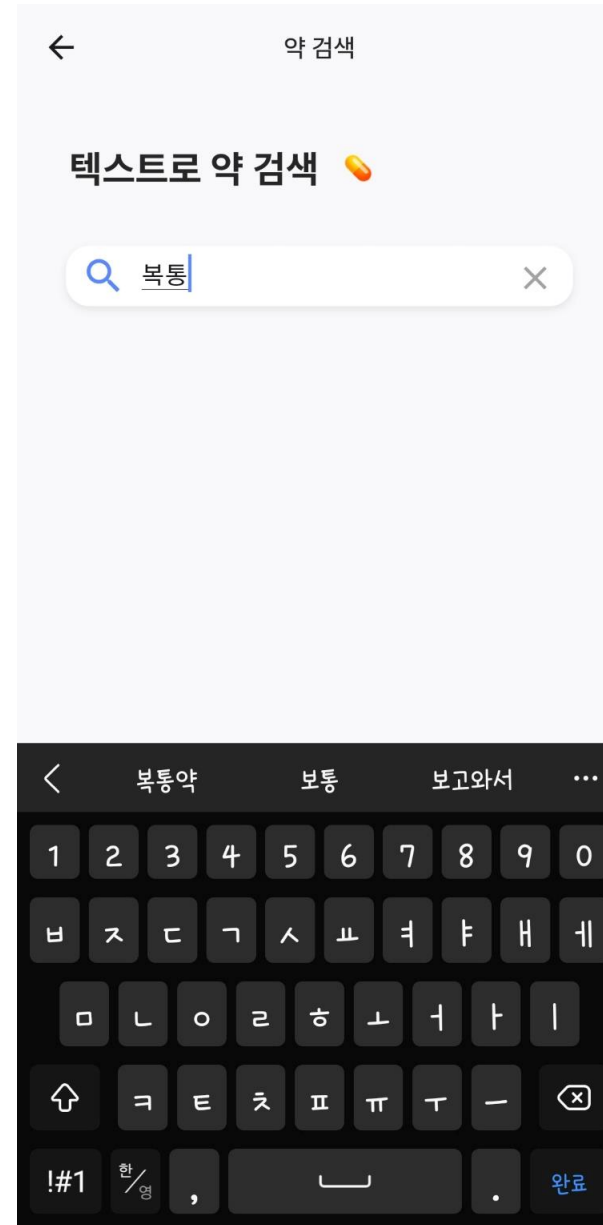 약 검색
텍스트로 약 검색
복통
복통약 보통 보고와서 ...
1 2 3 4 5 6 7 8 9 0
ㅂ ㅈ ㄷ ㄱ ㅅ ㅛ ㅕ ㅑ ㅐ ㅔ
ㅁ ㄴ ㅇ ㄹ ㅎ ㅗ ㅓ ㅏ ㅣ
ㅋ ㅌ ㅊ ㅍ ㅠ ㅜ ㅡ
!#1 한/영 , . 완료